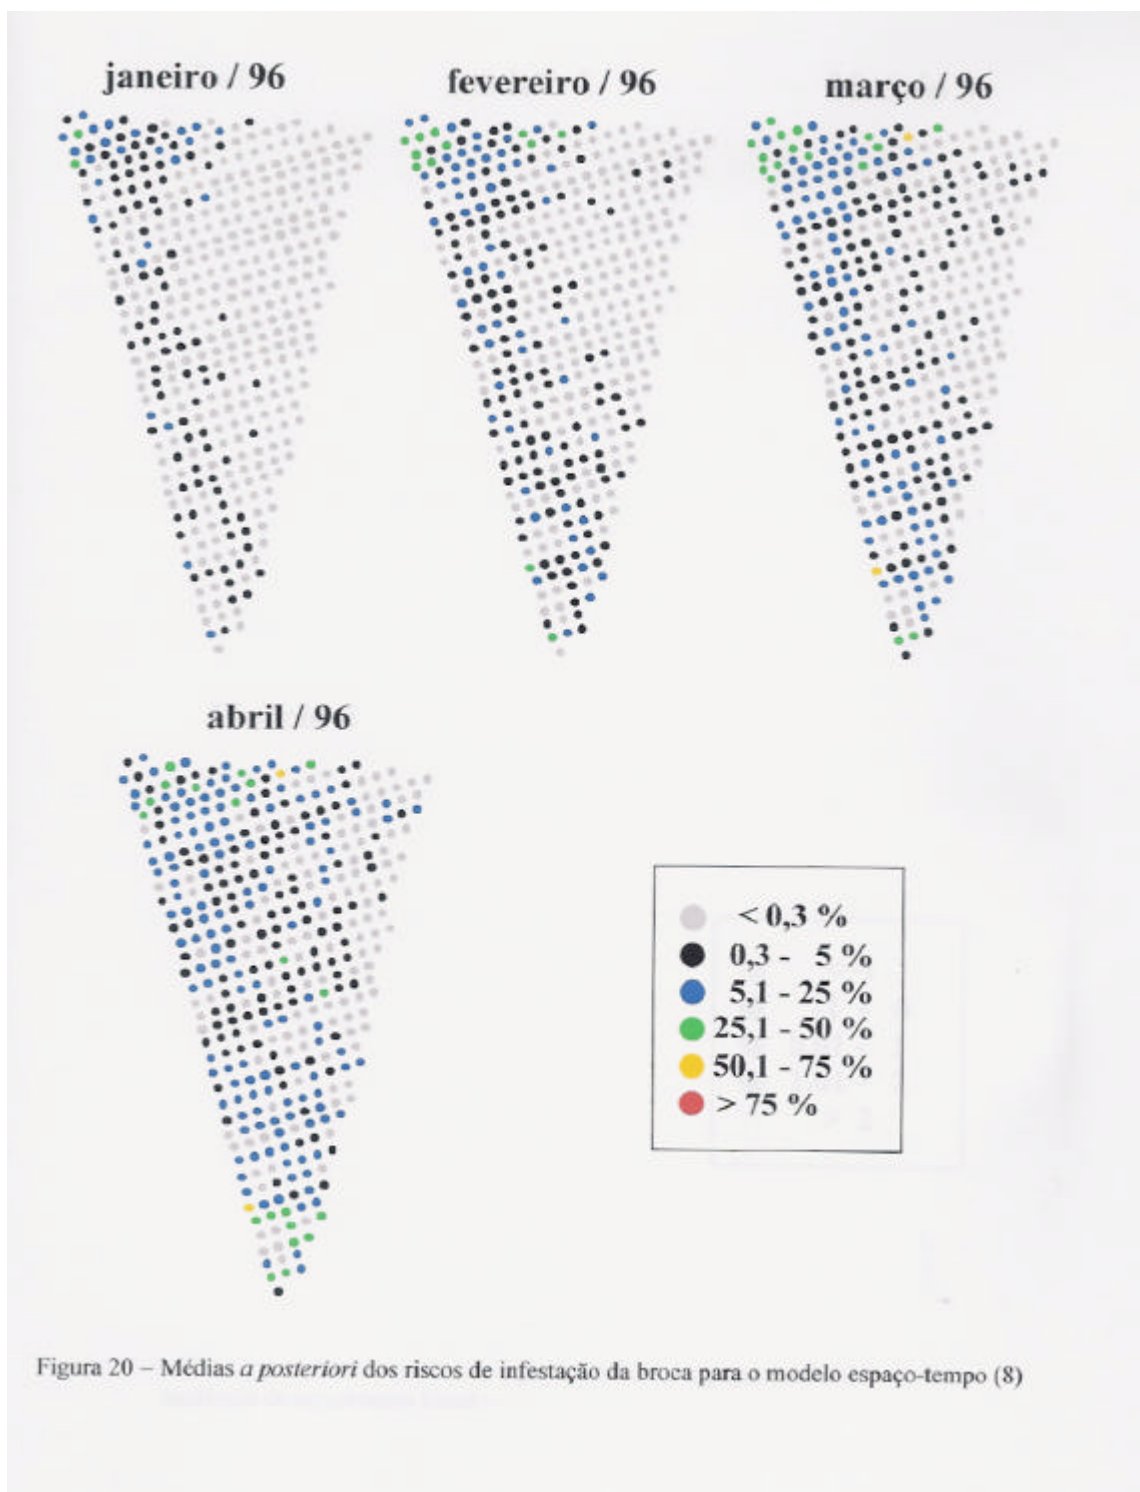 janeiro / 96
fevereiro / 96
março / 96
abril / 96
< 0,3 %
0,3 - 5 %
5,1 - 25 %
25,1 - 50 %
50,1 - 75 %
> 75 %
Figura 20 – Médias a posteriori dos riscos de infestação da broca para o modelo espaço-tempo (8)